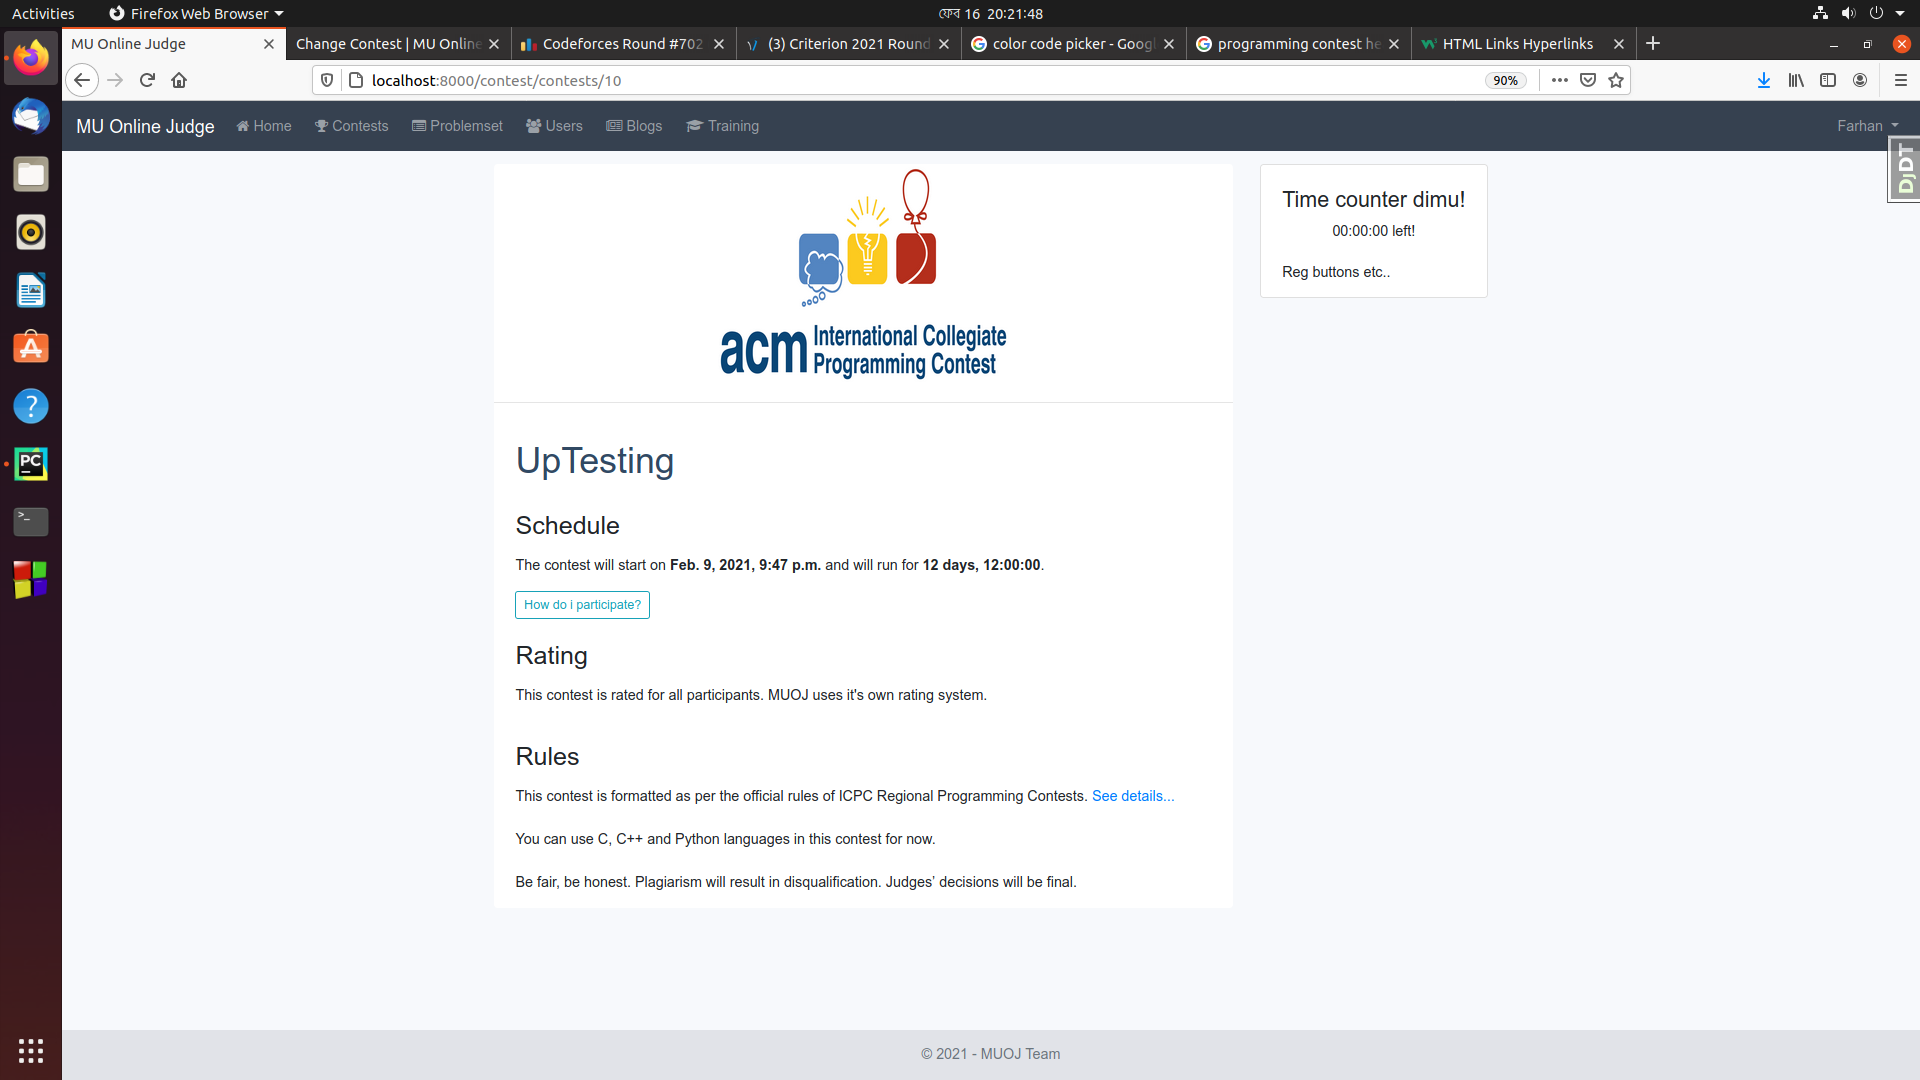 Activities Firefox Web Browser ফেব 16 20:21:48
MU Online Judge Change Contest | MU Online Codeforces Round #702 (3) Criterion 2021 Round color code picker - Googl programming contest he HTML Links Hyperlinks
localhost:8000/contest/contests/10 90%
MU Online Judge Home Contests Problemset Users Blogs Training Farhan
DjDT
Time counter dimu!
00:00:00 left!
Reg buttons etc..
acm International Collegiate
Programming Contest
UpTesting
Schedule
The contest will start on Feb. 9, 2021, 9:47 p.m. and will run for 12 days, 12:00:00.
How do i participate?
Rating
This contest is rated for all participants. MUOJ uses it's own rating system.
Rules
This contest is formatted as per the official rules of ICPC Regional Programming Contests. See details...
You can use C, C++ and Python languages in this contest for now.
Be fair, be honest. Plagiarism will result in disqualification. Judges’ decisions will be final.
© 2021 - MUOJ Team
PC